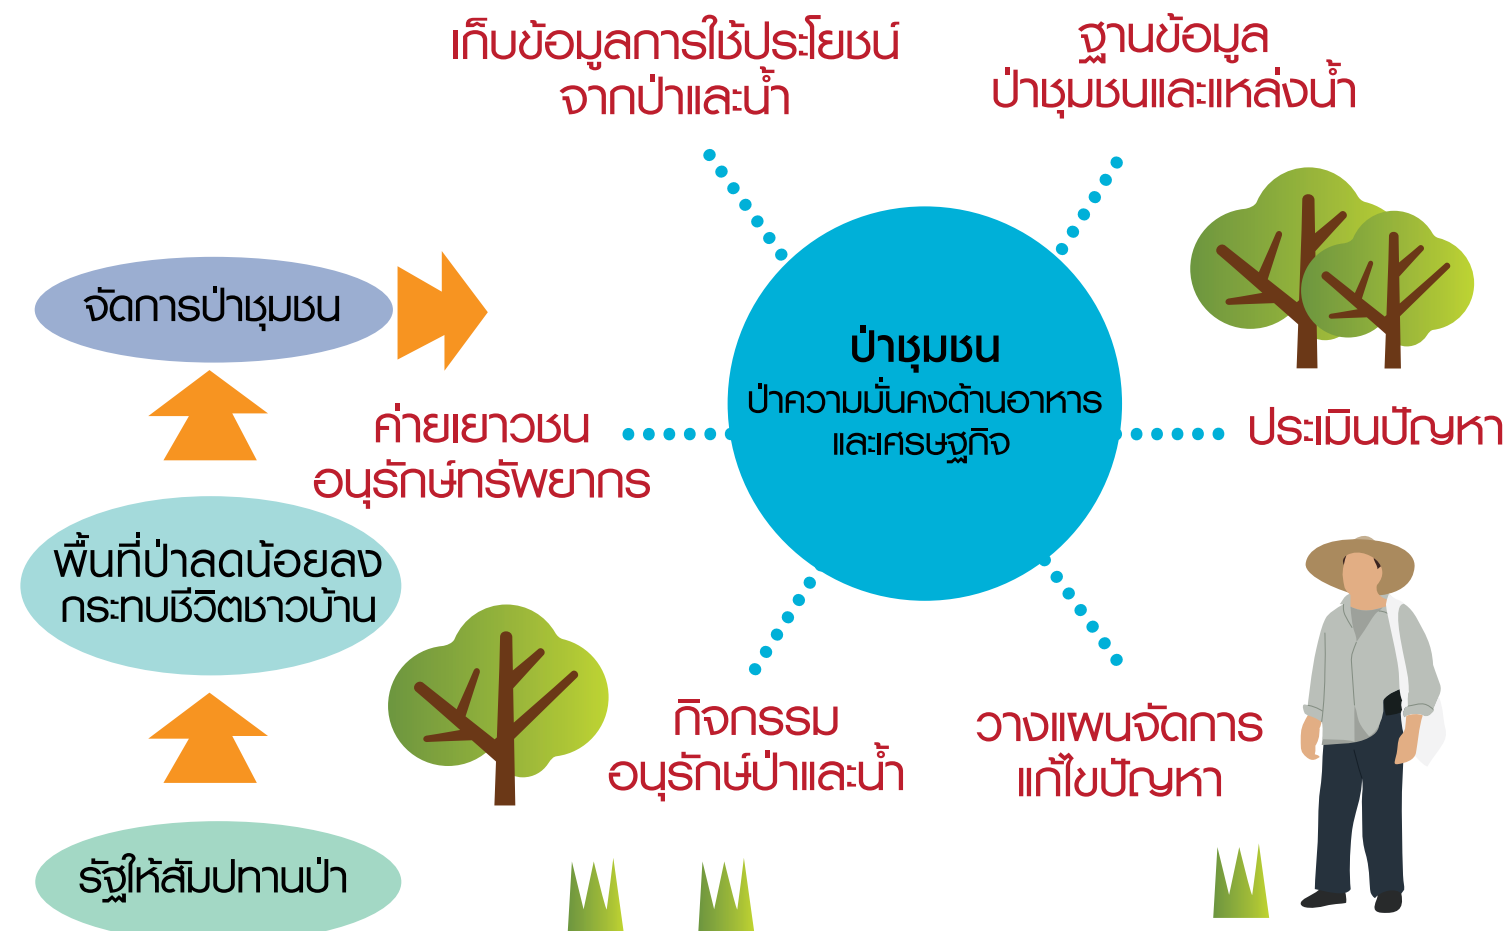 เก็บข้อมูลการใช้ประโยชน์
จากป่าและน้ำ
ฐานข้อมูล
ป่าชุมชนและแหล่งน้ำ
จัดการป่าชุมชน
ป่าชุมชน
ป่าความมั่นคงด้านอาหาร
และเศรษฐกิจ
ค่ายเยาวชน
อนุรักษ์ทรัพยากร
ประเมินปัญหา
พื้นที่ป่าลดน้อยลง
กระทบชีวิตชาวบ้าน
กิจกรรม
อนุรักษ์ป่าและน้ำ
วางแผนจัดการ
แก้ไขปัญหา
รัฐให้สัมปทานป่า